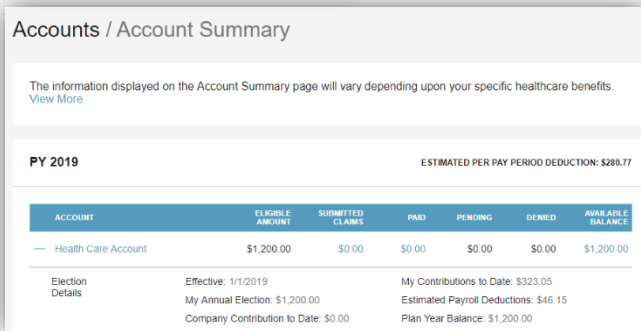 Accounts / Account Summary
The information displayed on the Account Summary page will vary depending upon your specific healthcare benefits.
View More
PY 2019 ESTIMATED PER PAY PERIOD DEDUCTION: $280.77
ACCOUNT ELIGIBLE AMOUNT SUBMITTED CLAIMS PAID PENDING DENIED AVAILABLE BALANCE
— Health Care Account $1,200.00 $0.00 $0.00 $0.00 $0.00 $1,200.00
Election Details Effective: 1/1/2019 My Contributions to Date: $323.05
My Annual Election: $1,200.00 Estimated Payroll Deductions: $46.15
Company Contribution to Date: $0.00 Plan Year Balance: $1,200.00